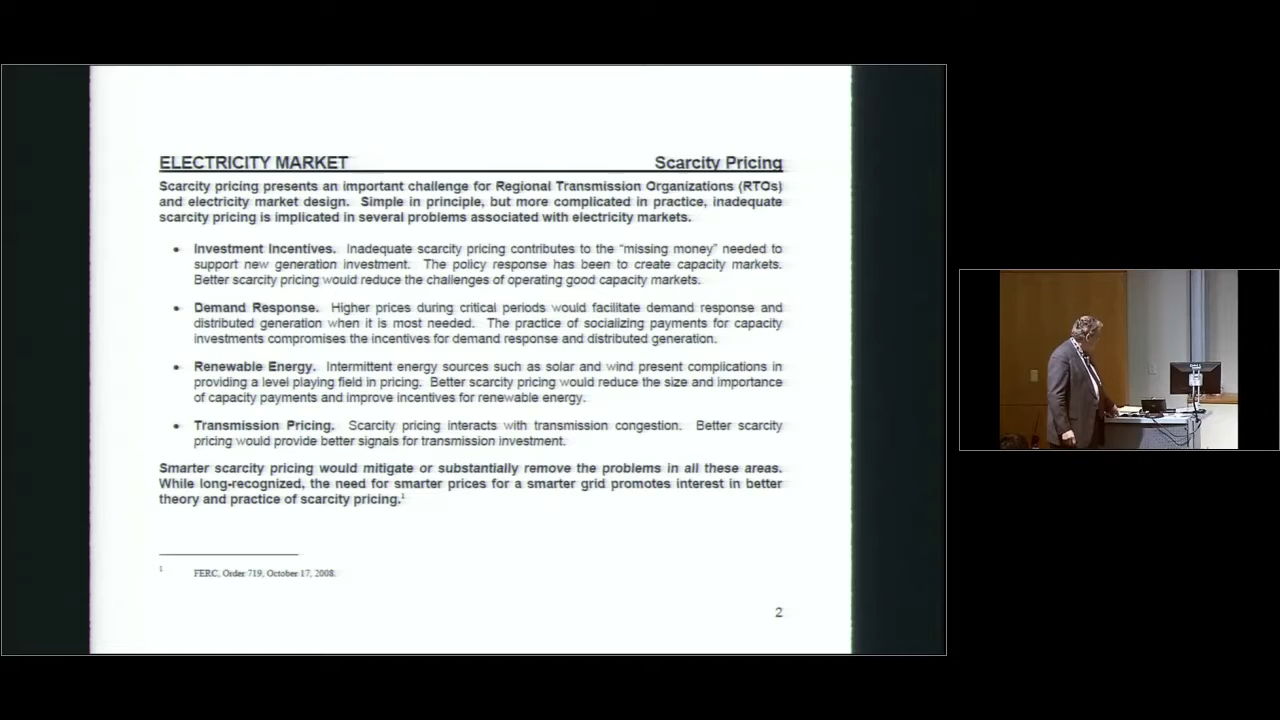 ELECTRICITY MARKET Scarcity Pricing
Scarcity pricing presents an important challenge for Regional Transmission Organizations (RTOs)
and electricity market design. Simple in principle, but more complicated in practice, inadequate
scarcity pricing is implicated in several problems associated with electricity markets.
• Investment Incentives. Inadequate scarcity pricing contributes to the “missing money” needed to
support new generation investment. The policy response has been to create capacity markets.
Better scarcity pricing would reduce the challenges of operating good capacity markets.
• Demand Response. Higher prices during critical periods would facilitate demand response and
distributed generation when it is most needed. The practice of socializing payments for capacity
investments compromises the incentives for demand response and distributed generation.
• Renewable Energy. Intermittent energy sources such as solar and wind present complications in
providing a level playing field in pricing. Better scarcity pricing would reduce the size and importance
of capacity payments and improve incentives for renewable energy.
• Transmission Pricing. Scarcity pricing interacts with transmission congestion. Better scarcity
pricing would provide better signals for transmission investment.
Smarter scarcity pricing would mitigate or substantially remove the problems in all these areas.
While long-recognized, the need for smarter prices for a smarter grid promotes interest in better
theory and practice of scarcity pricing.1
1 FERC, Order 719, October 17, 2008.
2